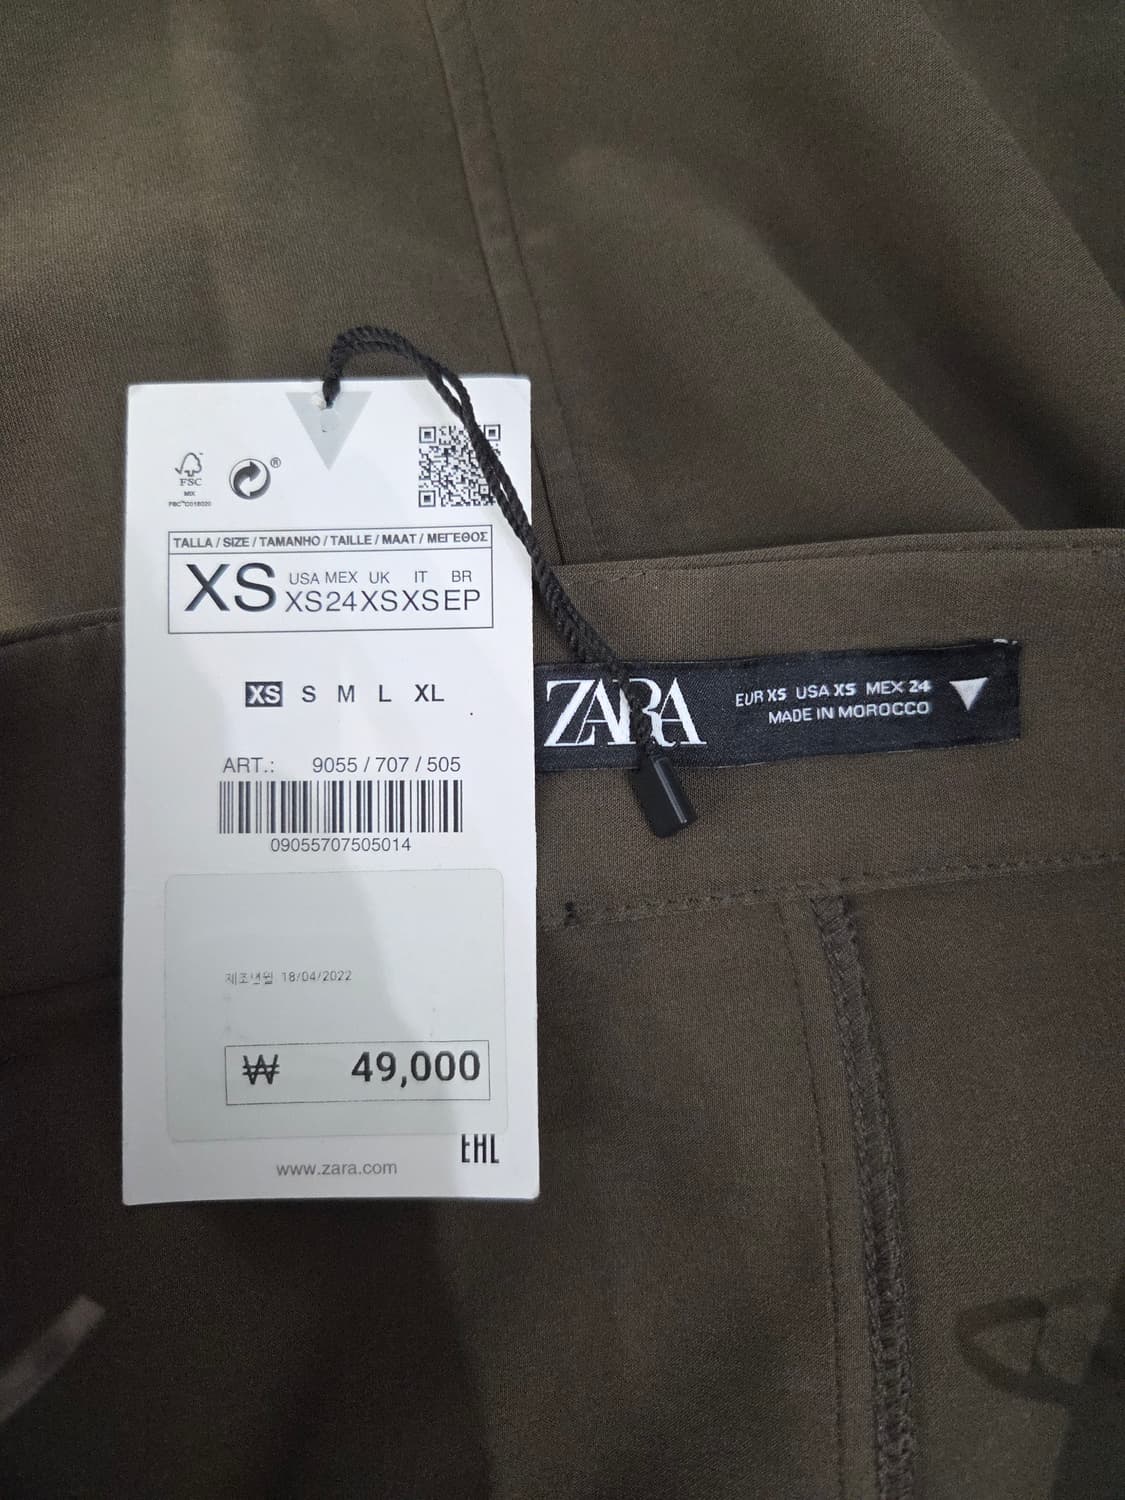 FSC
MIX
®
TALLA / SIZE / TAMANHO / TAILLE / MAAT / ΜΕΓΕΘΟΣ
XS
USA MEX UK IT BR
XS 24 XS XS EP
XS S M L XL
ART.: 9055 / 707 / 505
09055707505014
제조년월 18/04/2022
₩ 49,000
EAC
www.zara.com
ZARA
EUR XS USA XS MEX 24
MADE IN MOROCCO